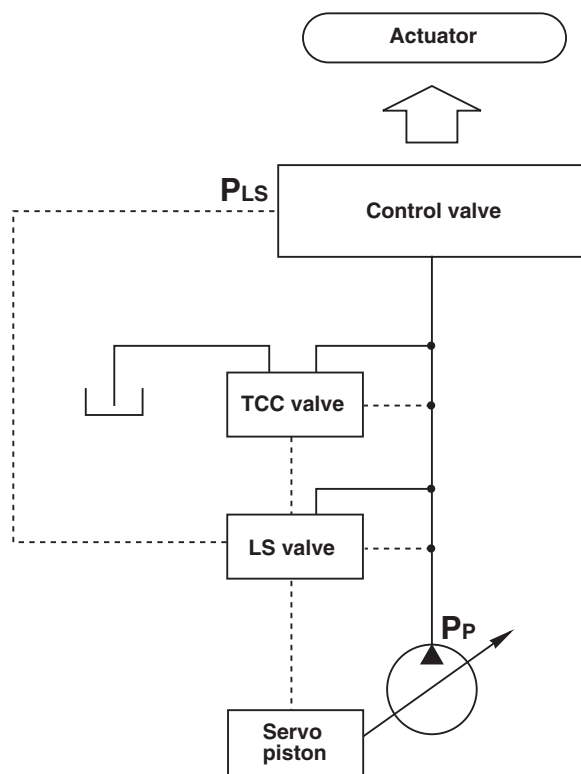 Actuator
PLS
Control valve
TCC valve
LS valve
PP
Servo
piston